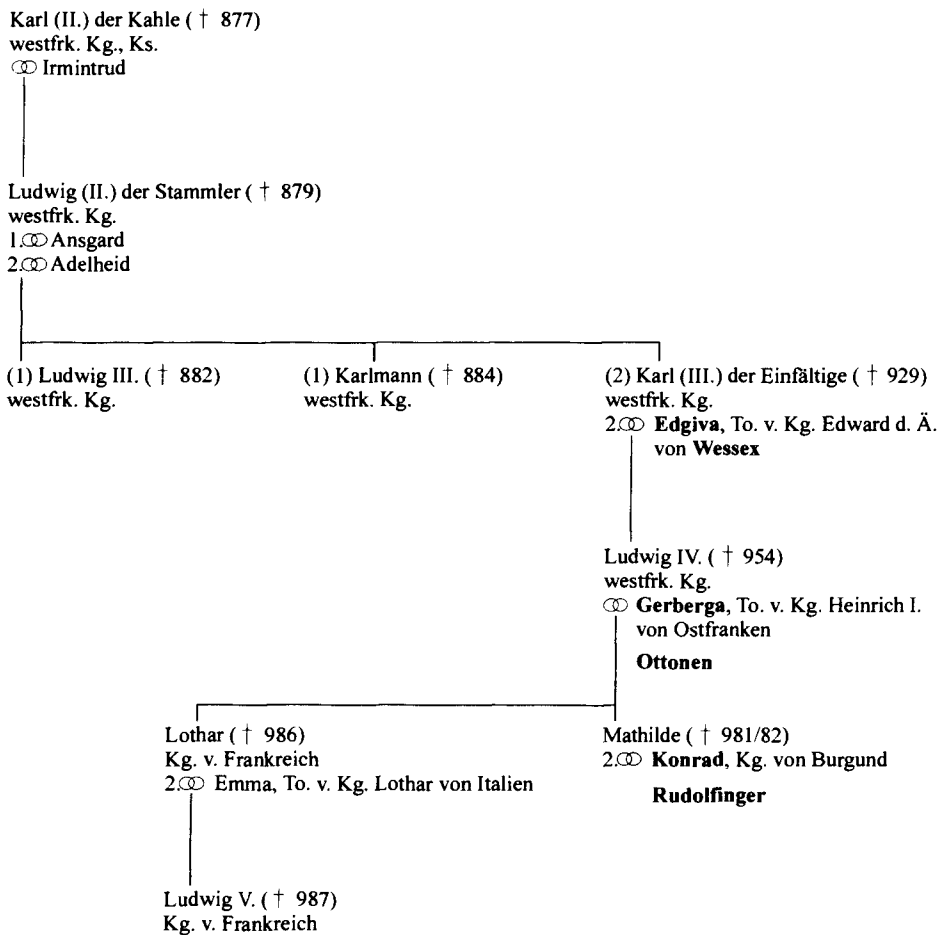 Karl (II.) der Kahle († 877)
westfrk. Kg., Ks.
⚭ Irmintrud
Ludwig (II.) der Stammler († 879)
westfrk. Kg.
1.⚭ Ansgard
2.⚭ Adelheid
(1) Ludwig III. († 882)
westfrk. Kg.
(1) Karlmann († 884)
westfrk. Kg.
(2) Karl (III.) der Einfältige († 929)
westfrk. Kg.
2.⚭ Edgiva, To. v. Kg. Edward d. Ä.
von Wessex
Ludwig IV. († 954)
westfrk. Kg.
⚭ Gerberga, To. v. Kg. Heinrich I.
von Ostfranken
Ottonen
Lothar († 986)
Kg. v. Frankreich
2.⚭ Emma, To. v. Kg. Lothar von Italien
Mathilde († 981/82)
2.⚭ Konrad, Kg. von Burgund
Rudolfinger
Ludwig V. († 987)
Kg. v. Frankreich